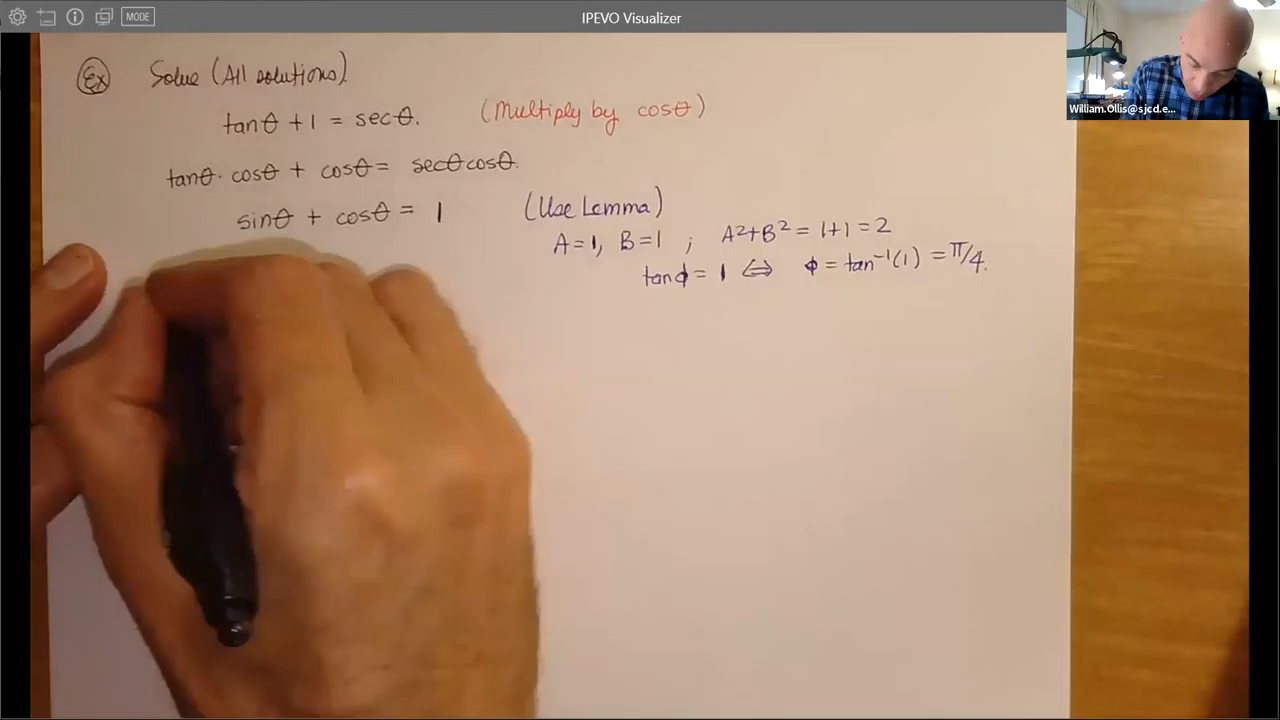 MODE
IPEVO Visualizer
William.Ollis@sjcd.e...
Ex Solve (All solutions).
tanθ + 1 = secθ. (Multiply by cosθ)
tanθ · cosθ + cosθ = secθcosθ.
sinθ + cosθ = 1 (Use Lemma)
A=1, B=1 ; A²+B² = 1+1=2
tanϕ = 1 ⇔ ϕ = tan⁻¹(1) = π/4.